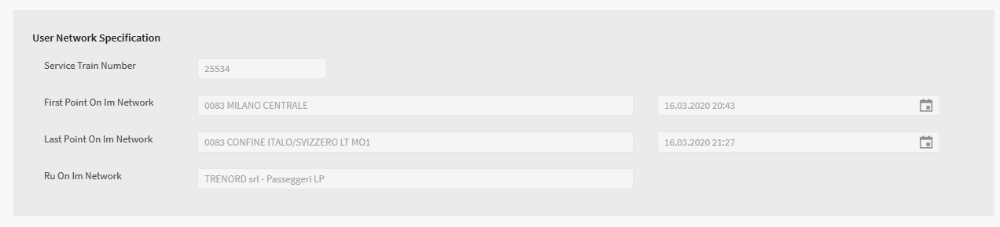 User Network Specification
Service Train Number 25534
First Point On Im Network 0083 MILANO CENTRALE 16.03.2020 20:43
Last Point On Im Network 0083 CONFINE ITALO/SVIZZERO LT MO1 16.03.2020 21:27
Ru On Im Network TRENORD srl - Passeggeri LP